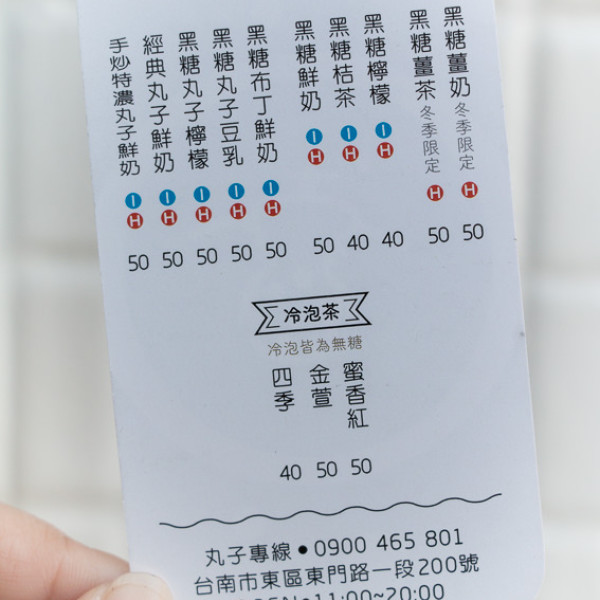 黑糖薑奶 冬季限定 H 50
黑糖薑茶 冬季限定 H 50
黑糖檸檬 I H 40
黑糖桔茶 I H 40
黑糖鮮奶 I H 50
黑糖布丁鮮奶 I H 50
黑糖丸子豆乳 I H 50
黑糖丸子檸檬 I H 50
經典丸子鮮奶 I H 50
手炒特濃丸子鮮奶 I H 50
冷泡茶
冷泡皆為無糖
蜜香紅 50
金萱 50
四季 40
丸子專線•0900 465 801
台南市東區東門路一段200號
OPEN•11:00~20:00